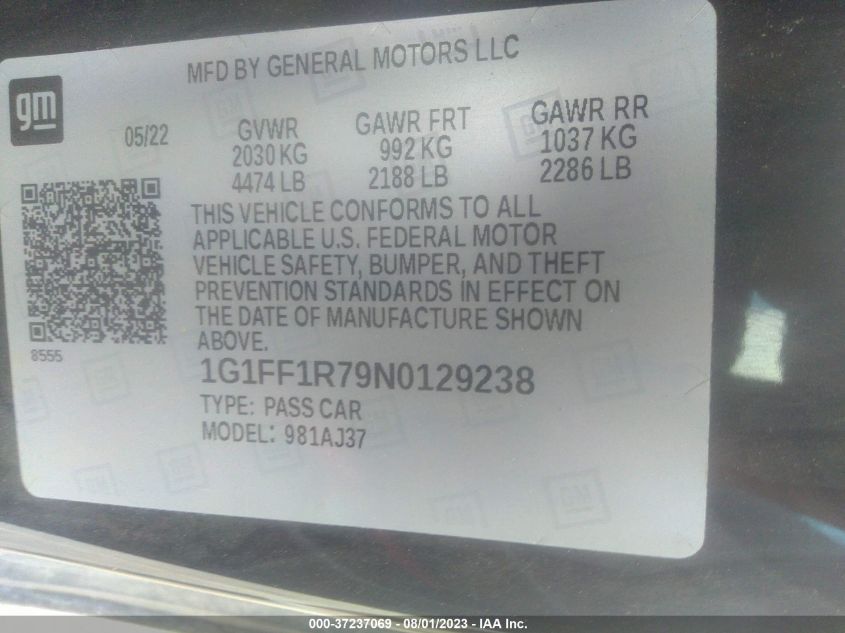 MFD BY GENERAL MOTORS LLC
gm
05/22
GVWR GAWR FRT GAWR RR
2030 KG 992 KG 1037 KG
4474 LB 2188 LB 2286 LB
THIS VEHICLE CONFORMS TO ALL
APPLICABLE U.S. FEDERAL MOTOR
VEHICLE SAFETY, BUMPER, AND THEFT
PREVENTION STANDARDS IN EFFECT ON
THE DATE OF MANUFACTURE SHOWN
ABOVE.
8555
1G1FF1R79N0129238
TYPE: PASS CAR
MODEL: 981AJ37
000-37237069 - 08/01/2023 - IAA Inc.